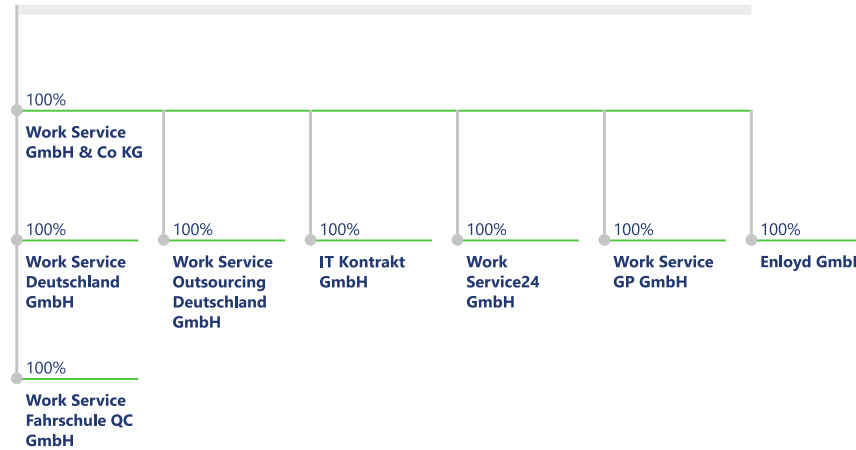 100%
Work Service
GmbH & Co KG
100%
Work Service
Deutschland
GmbH
100%
Work Service
Outsourcing
Deutschland
GmbH
100%
IT Kontrakt
GmbH
100%
Work
Service24
GmbH
100%
Work Service
GP GmbH
100%
Enloyd Gmb
100%
Work Service
Fahrschule QC
GmbH